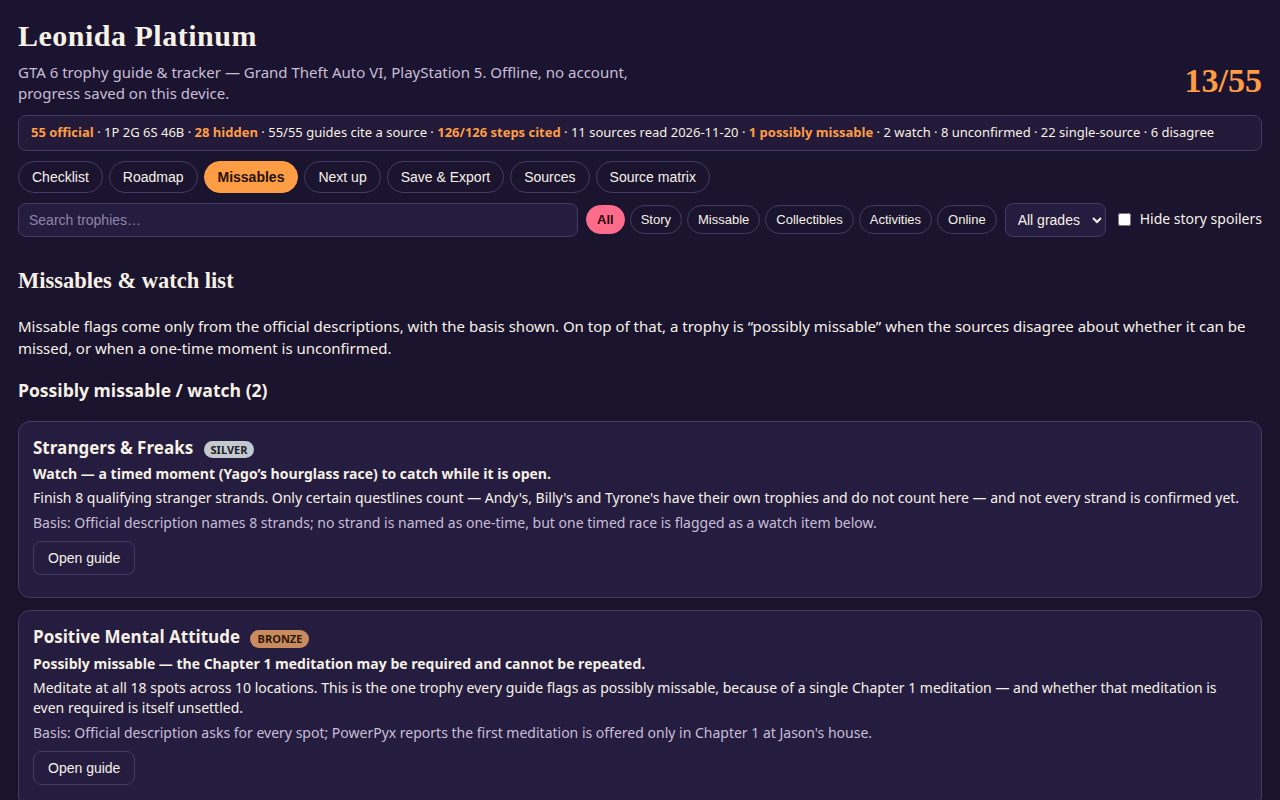 Leonida Platinum
GTA 6 trophy guide & tracker — Grand Theft Auto VI, PlayStation 5. Offline, no account,
progress saved on this device.
13/55
55 official · 1P 2G 6S 46B · 28 hidden · 55/55 guides cite a source · 126/126 steps cited · 11 sources read 2026-11-20 · 1 possibly missable · 2 watch · 8 unconfirmed · 22 single-source · 6 disagree
Checklist Roadmap Missables Next up Save & Export Sources Source matrix
Search trophies… All Story Missable Collectibles Activities Online All grades Hide story spoilers
Missables & watch list
Missable flags come only from the official descriptions, with the basis shown. On top of that, a trophy is “possibly missable” when the sources disagree about whether it can be
missed, or when a one-time moment is unconfirmed.
Possibly missable / watch (2)
Strangers & Freaks SILVER
Watch — a timed moment (Yago’s hourglass race) to catch while it is open.
Finish 8 qualifying stranger strands. Only certain questlines count — Andy's, Billy's and Tyrone's have their own trophies and do not count here — and not every strand is confirmed yet.
Basis: Official description names 8 strands; no strand is named as one-time, but one timed race is flagged as a watch item below.
Open guide
Positive Mental Attitude BRONZE
Possibly missable — the Chapter 1 meditation may be required and cannot be repeated.
Meditate at all 18 spots across 10 locations. This is the one trophy every guide flags as possibly missable, because of a single Chapter 1 meditation — and whether that meditation is
even required is itself unsettled.
Basis: Official description asks for every spot; PowerPyx reports the first meditation is offered only in Chapter 1 at Jason's house.
Open guide